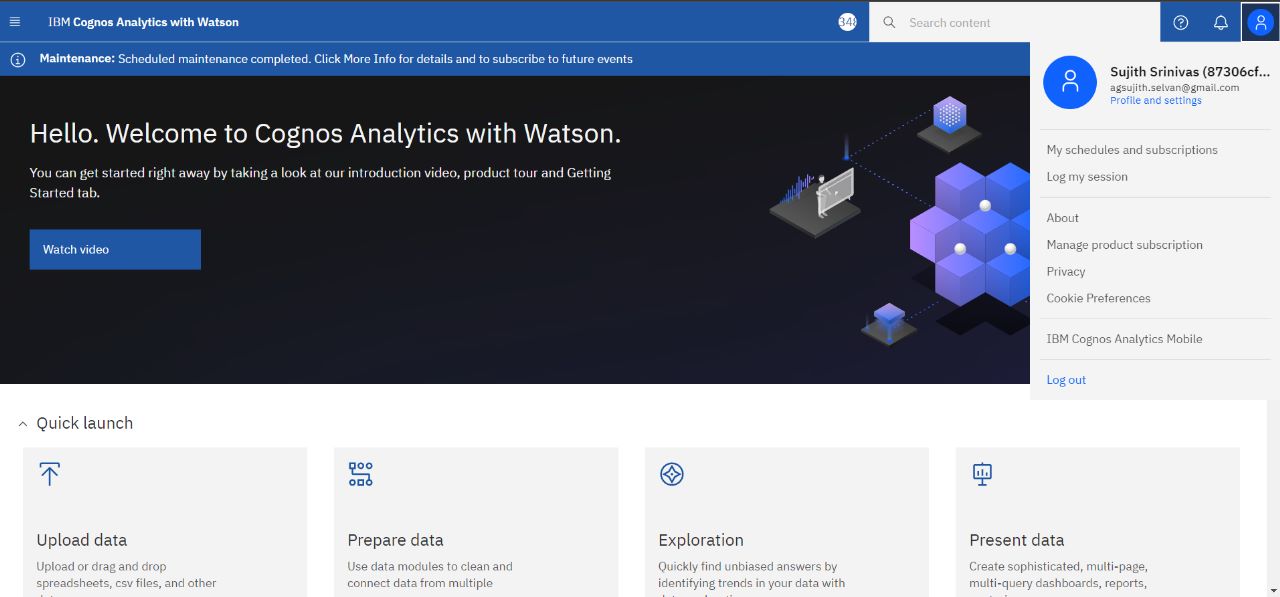 IBM Cognos Analytics with Watson
348
Search content
Maintenance: Scheduled maintenance completed. Click More Info for details and to subscribe to future events
Hello. Welcome to Cognos Analytics with Watson.
You can get started right away by taking a look at our introduction video, product tour and Getting
Started tab.
Watch video
Sujith Srinivas (87306cf...
agsujith.selvan@gmail.com
Profile and settings
My schedules and subscriptions
Log my session
About
Manage product subscription
Privacy
Cookie Preferences
IBM Cognos Analytics Mobile
Log out
Quick launch
Upload data
Upload or drag and drop
spreadsheets, csv files, and other
Prepare data
Use data modules to clean and
connect data from multiple
Exploration
Quickly find unbiased answers by
identifying trends in your data with
Present data
Create sophisticated, multi-page,
multi-query dashboards, reports,